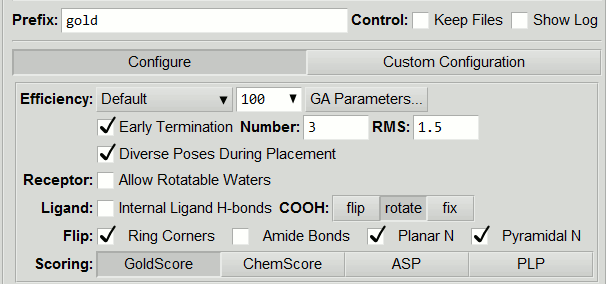 Prefix: gold Control: Keep Files Show Log
Configure Custom Configuration
Efficiency: Default 100 GA Parameters...
Early Termination Number: 3 RMS: 1.5
Diverse Poses During Placement
Receptor: Allow Rotatable Waters
Ligand: Internal Ligand H-bonds COOH: flip rotate fix
Flip: Ring Corners Amide Bonds Planar N Pyramidal N
Scoring: GoldScore ChemScore ASP PLP